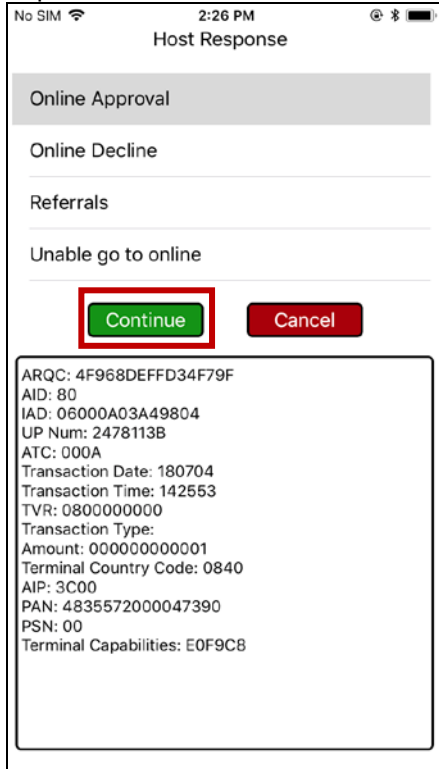 No SIM 2:26 PM
Host Response
Online Approval
Online Decline
Referrals
Unable go to online
Continue Cancel
ARQC: 4F968DEFFD34F79F
AID: 80
IAD: 06000A03A49804
UP Num: 2478113B
ATC: 000A
Transaction Date: 180704
Transaction Time: 142553
TVR: 0800000000
Transaction Type:
Amount: 000000000001
Terminal Country Code: 0840
AIP: 3C00
PAN: 4835572000047390
PSN: 00
Terminal Capabilities: E0F9C8